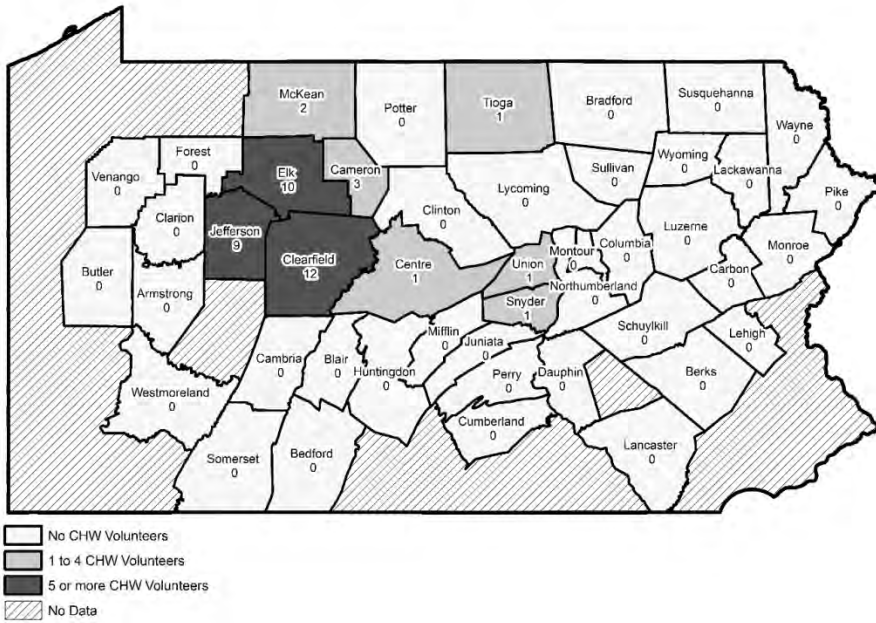 McKean
2
Potter
0
Tioga
1
Bradford
0
Susquehanna
0
Wayne
0
Venango
0
Forest
0
Elk
10
Cameron
3
Clinton
0
Lycoming
0
Sullivan
0
Wyoming
0
Lackawanna
0
Pike
0
Clarion
0
Jefferson
9
Clearfield
12
Centre
1
Union
1
Montour
0
Columbia
0
Luzerne
0
Monroe
0
Carbon
0
Butler
0
Armstrong
0
Snyder
1
Northumberland
0
Schuylkill
0
Lehigh
0
Westmoreland
0
Cambria
0
Blair
0
Huntingdon
0
Mifflin
0
Juniata
0
Perry
0
Dauphin
0
Berks
0
Somerset
0
Bedford
0
Cumberland
0
Lancaster
0
No CHW Volunteers
1 to 4 CHW Volunteers
5 or more CHW Volunteers
No Data